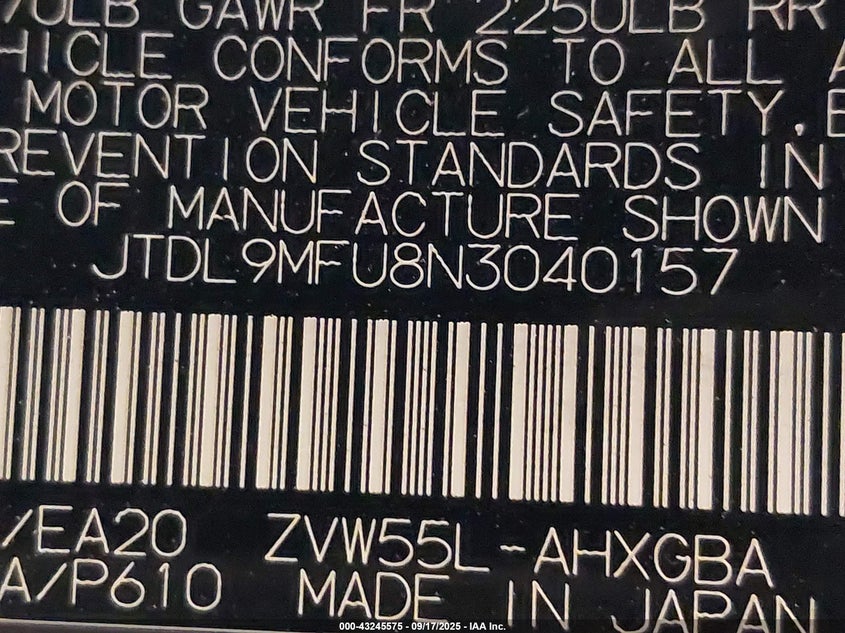 70LB GAWR FR 2250LB RR
HICLE CONFORMS TO ALL A
MOTOR VEHICLE SAFETY, B
REVENTION STANDARDS IN
E OF MANUFACTURE SHOWN
JTDL9MFU8N3040157
/EA20 ZVW55L-AHXGBA
A/P610 MADE IN JAPAN
000-43245575 - 09/17/2025 - IAA Inc.